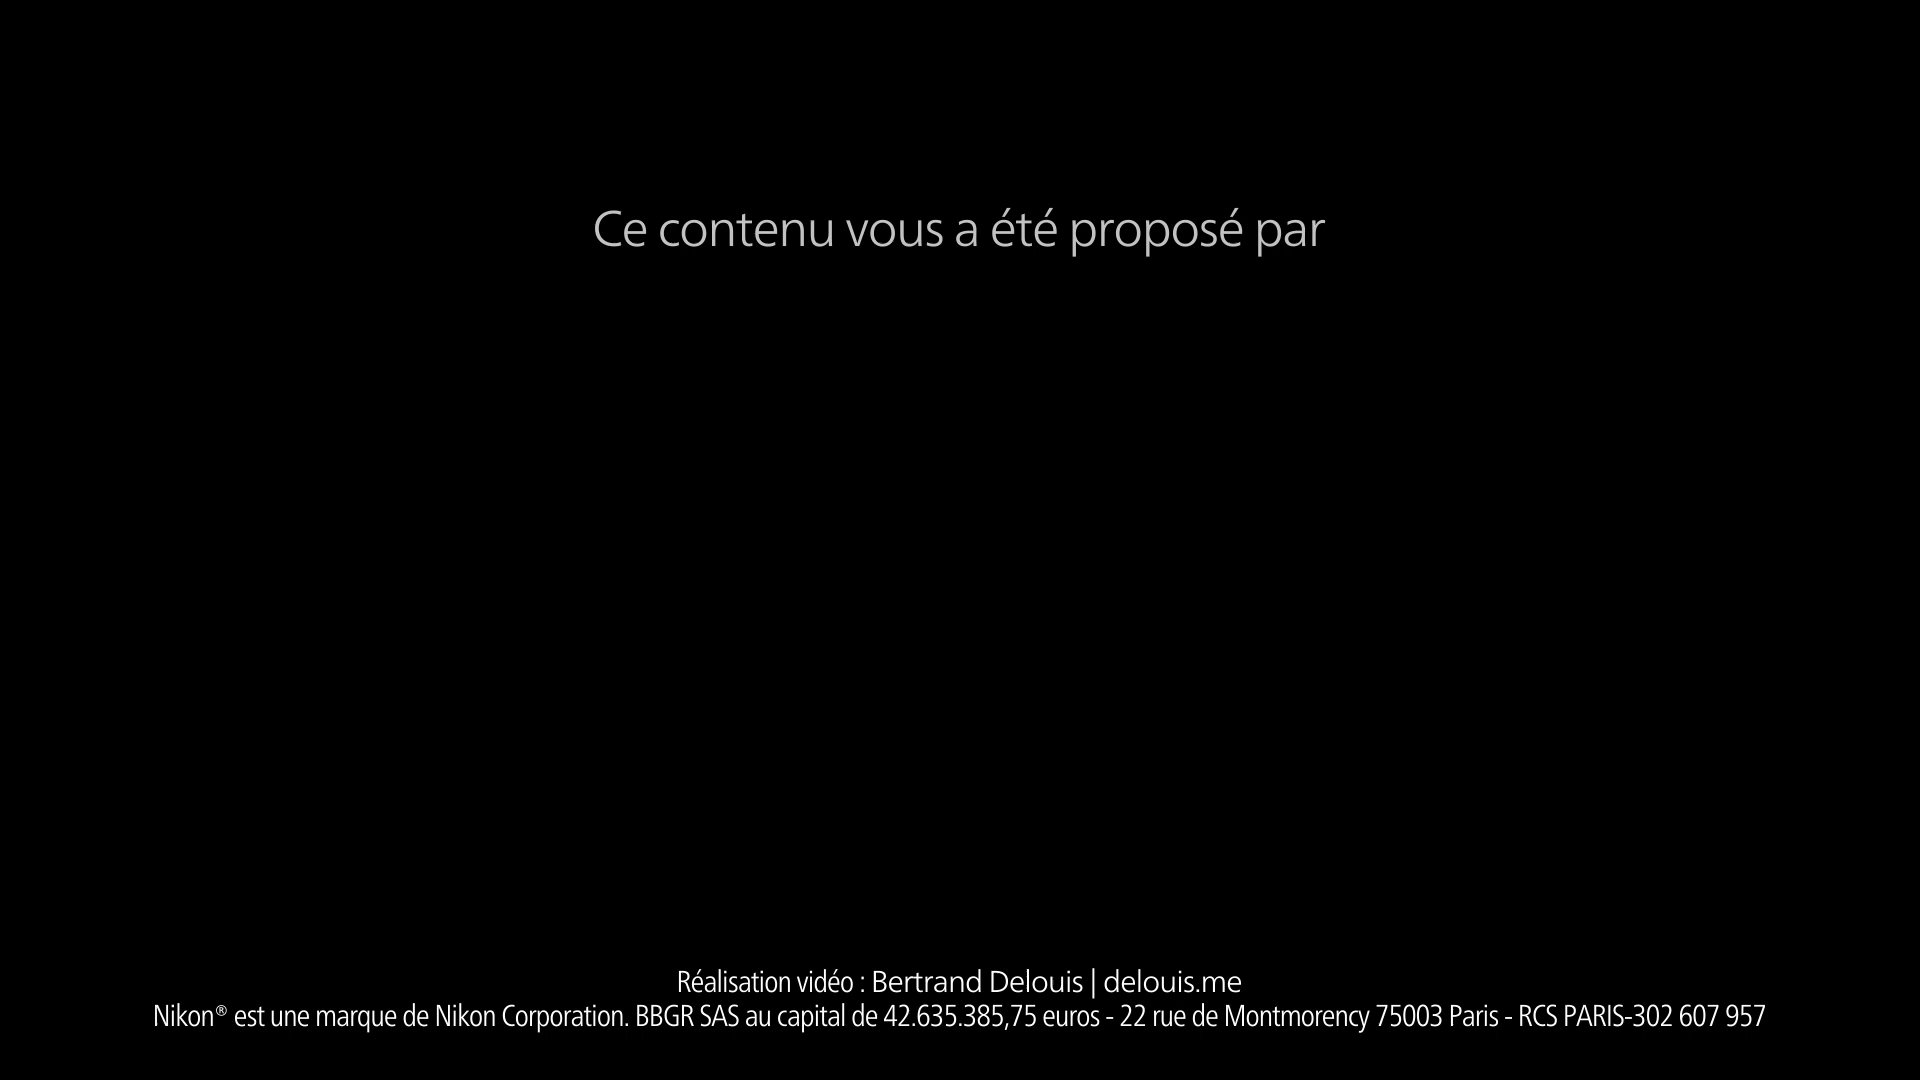 Ce contenu vous a été proposé par
Réalisation vidéo : Bertrand Delouis | delouis.me
Nikon® est une marque de Nikon Corporation. BBGR SAS au capital de 42.635.385,75 euros - 22 rue de Montmorency 75003 Paris - RCS PARIS-302 607 957